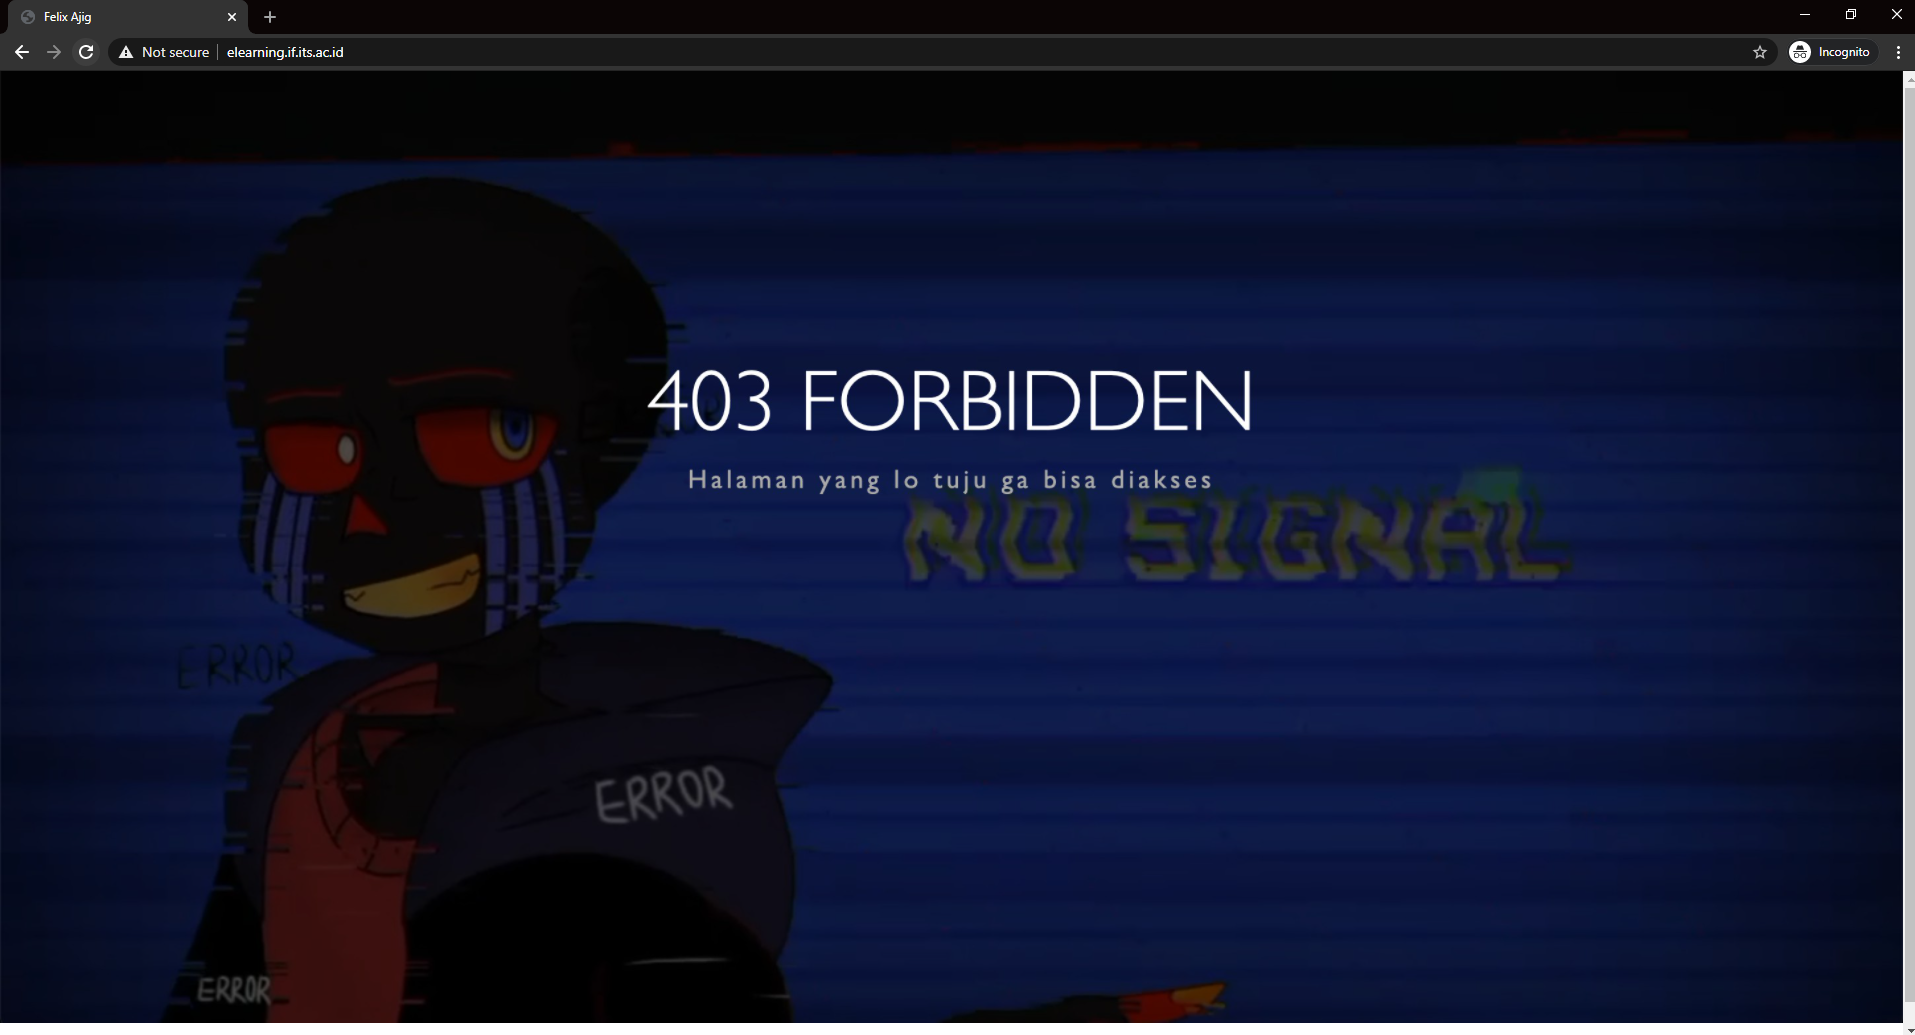 Felix Ajig
Not secure
elearning.if.its.ac.id
Incognito
403 FORBIDDEN
Halaman yang lo tuju ga bisa diakses
NO SIGNAL
ERROR
ERROR
ERROR